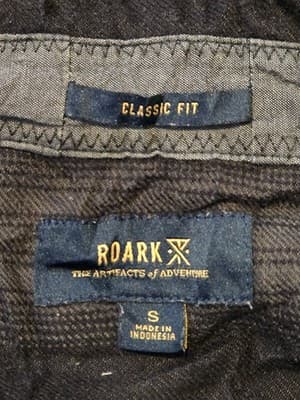 CLASSIC FIT
ROARK
THE ARTIFACTS of ADVENTURE
S
MADE IN
INDONESIA